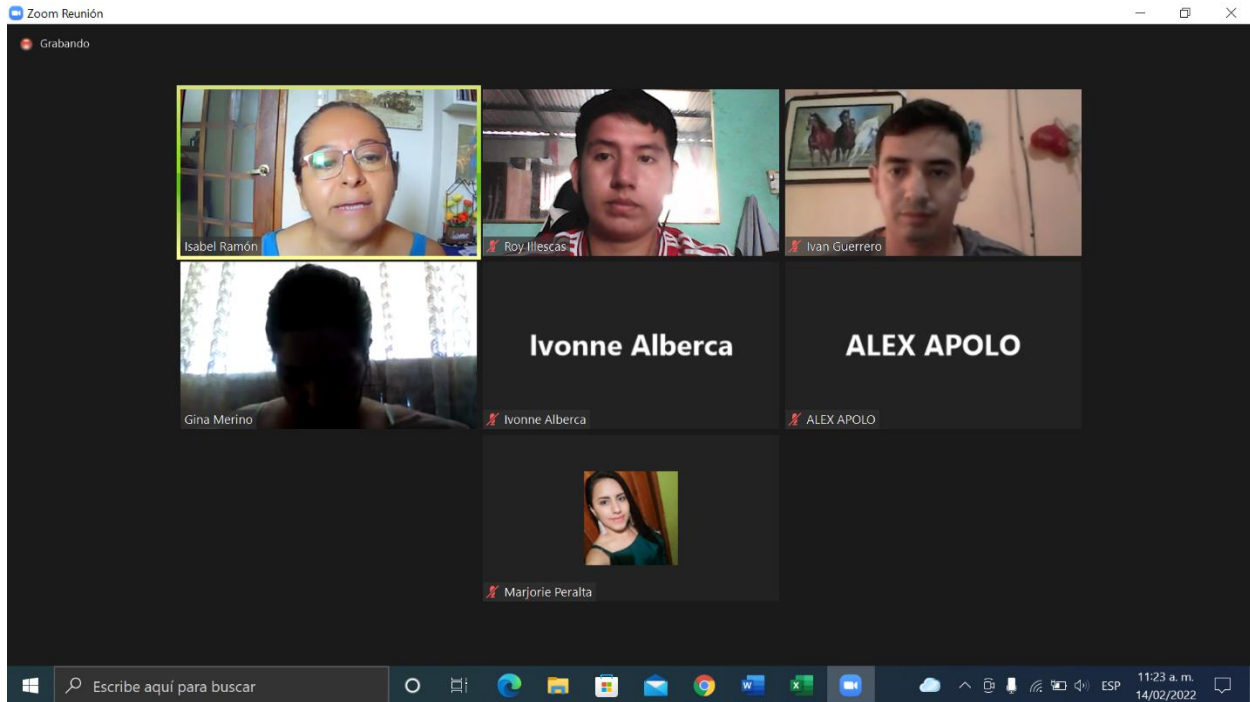 Zoom Reunión
Grabando
Isabel Ramón
Roy Illescas
Ivan Guerrero
Gina Merino
Ivonne Alberca
Ivonne Alberca
ALEX APOLO
ALEX APOLO
Marjorie Peralta
Escribe aquí para buscar
ESP
11:23 a. m.
14/02/2022